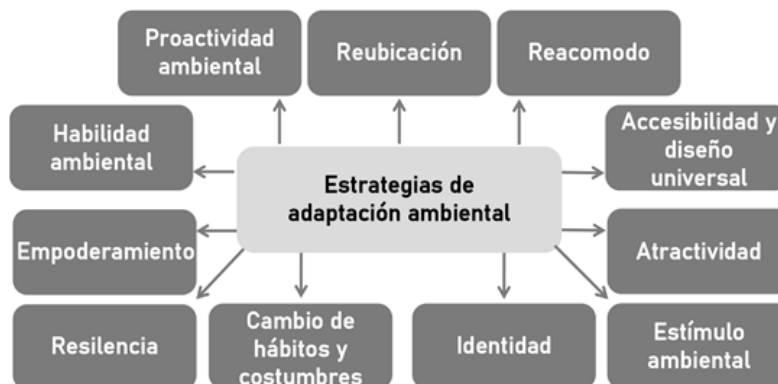 Proactividad
ambiental
Reubicación
Reacomodo
Habilidad
ambiental
Accesibilidad y
diseño
universal
Estrategias de
adaptación ambiental
Empoderamiento
Atractividad
Resilencia
Cambio de
hábitos y
costumbres
Identidad
Estímulo
ambiental